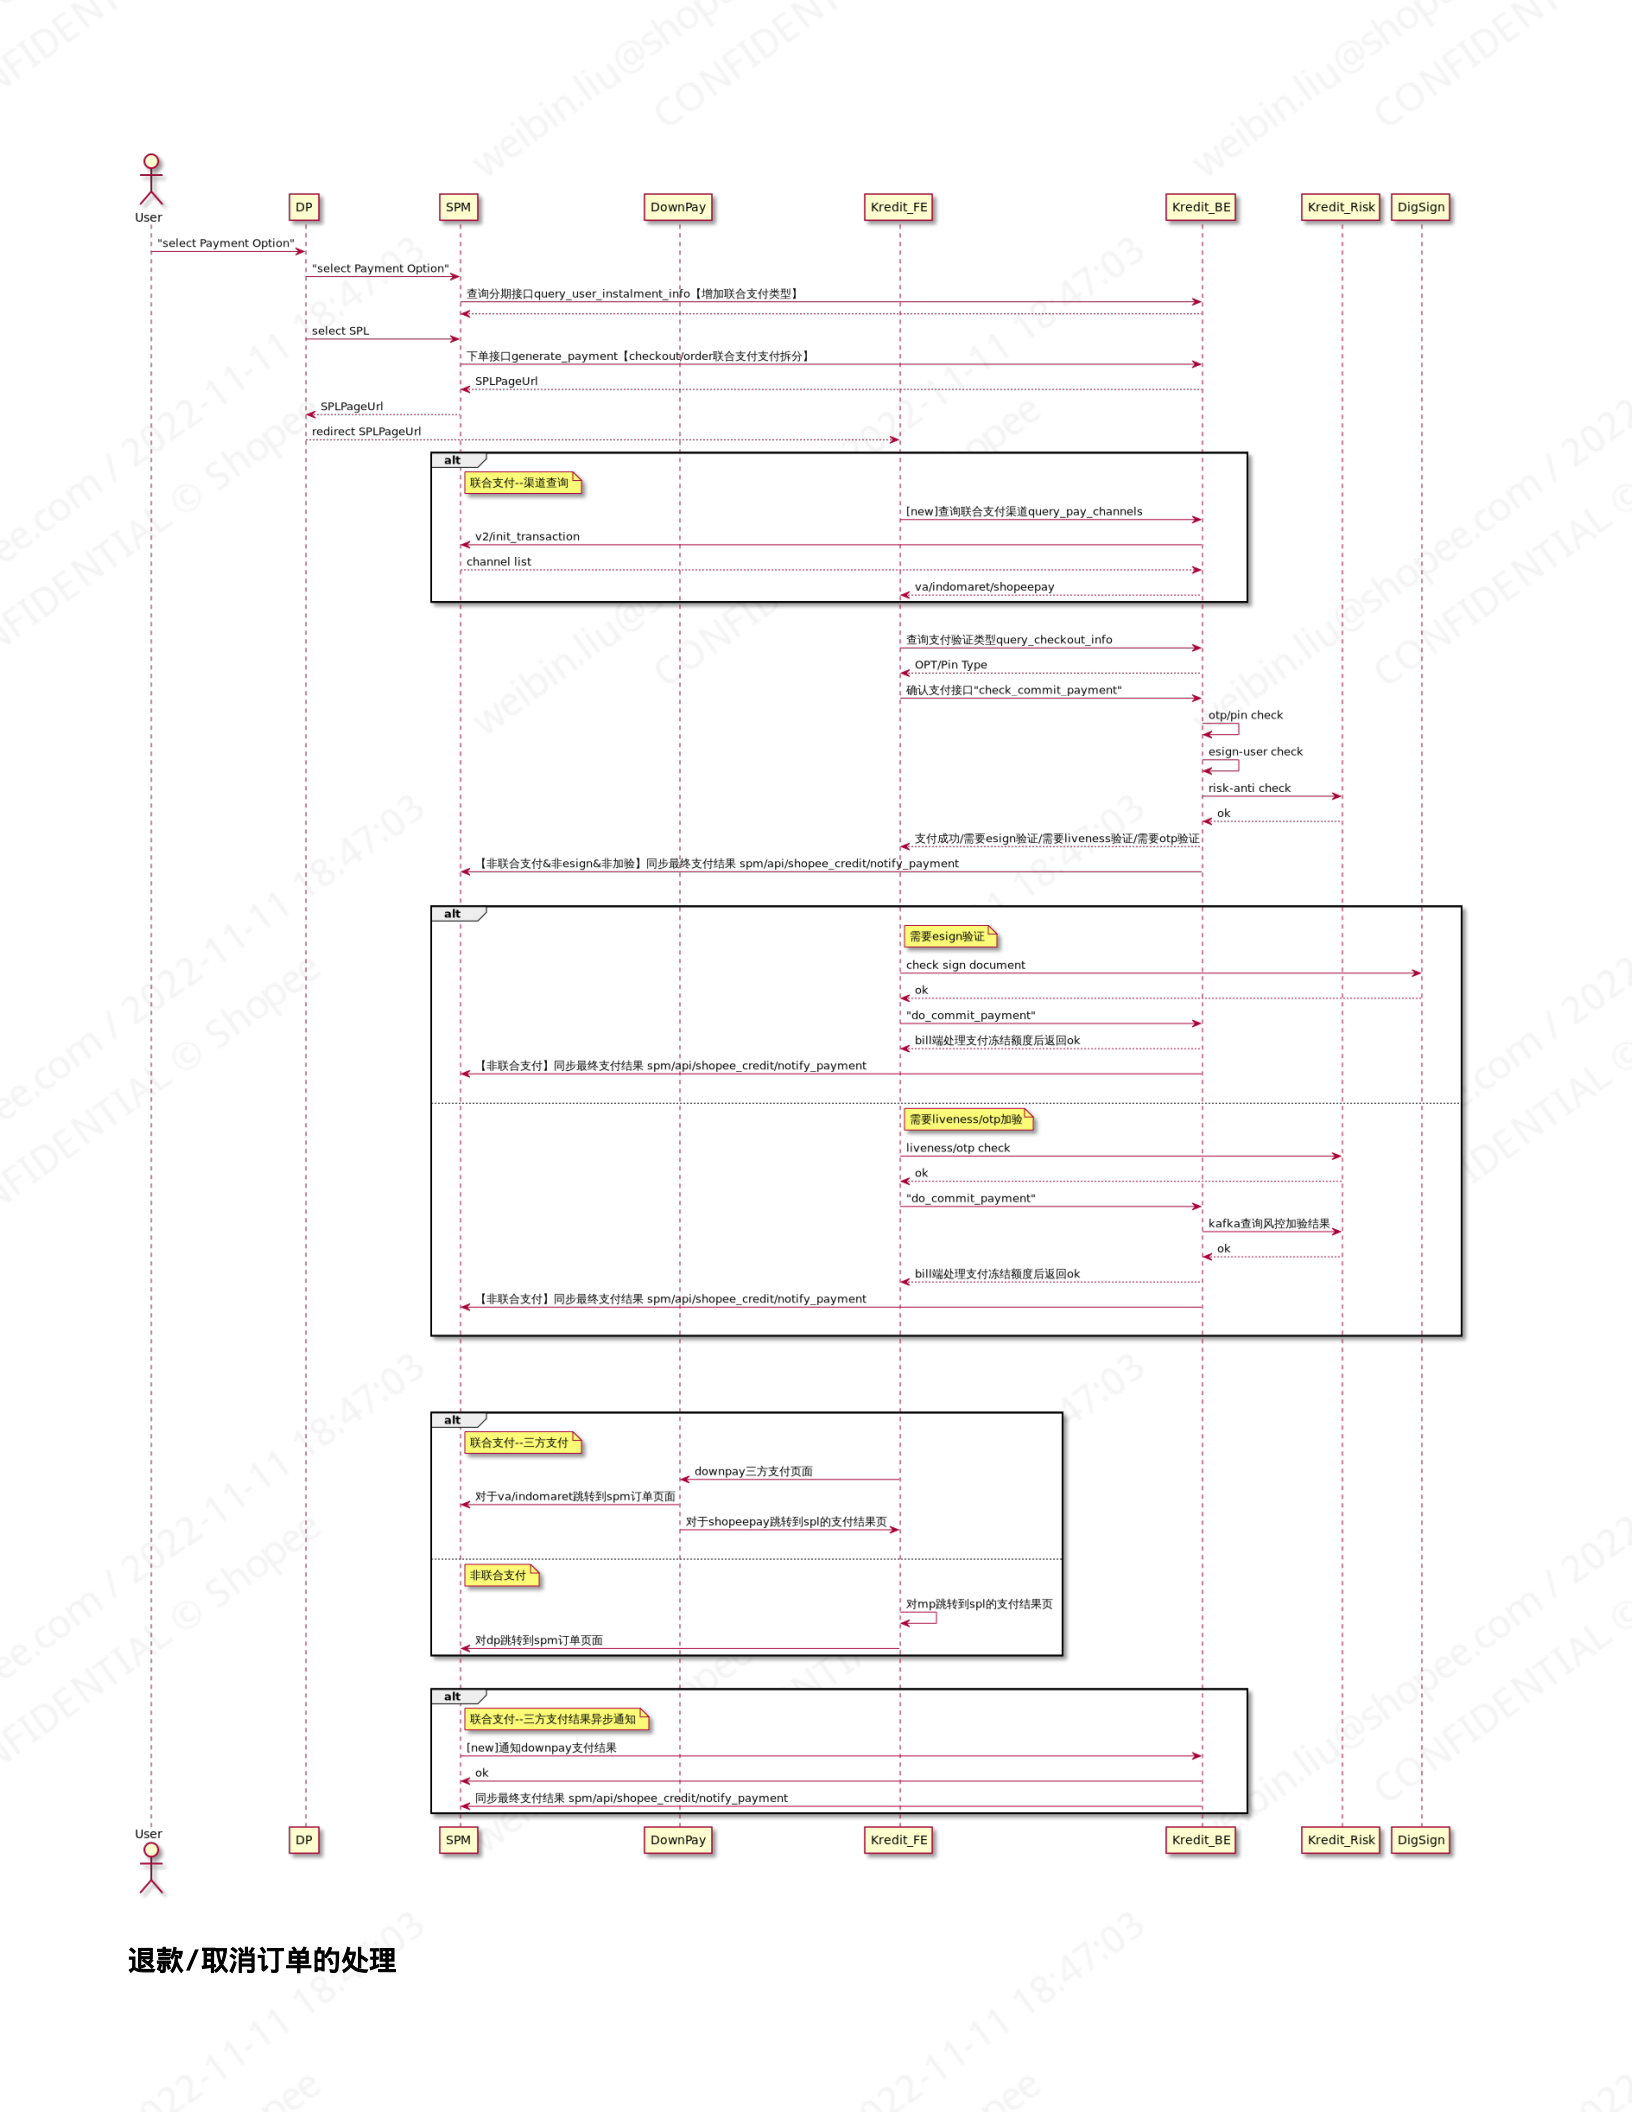 weibin.liu@shopee
CONFIDENTIAL
User
DP
SPM
DownPay
Kredit_FE
Kredit_BE
Kredit_Risk
DigSign
"select Payment Option"
"select Payment Option"
查询分期接口query_user_instalment_info【增加联合支付类型】
select SPL
下单接口generate_payment【checkout/order联合支付支付拆分】
SPLPageUrl
SPLPageUrl
redirect SPLPageUrl
alt
联合支付--渠道查询
[new]查询联合支付渠道query_pay_channels
v2/init_transaction
channel list
va/indomaret/shopeepay
查询支付验证类型query_checkout_info
OPT/Pin Type
确认支付接口"check_commit_payment"
otp/pin check
esign-user check
risk-anti check
ok
支付成功/需要esign验证/需要liveness验证/需要otp验证
【非联合支付&非esign&非加验】同步最终支付结果 spm/api/shopee_credit/notify_payment
alt
需要esign验证
check sign document
ok
"do_commit_payment"
bill端处理支付冻结额度后返回ok
【非联合支付】同步最终支付结果 spm/api/shopee_credit/notify_payment
需要liveness/otp加验
liveness/otp check
ok
"do_commit_payment"
kafka查询风控加验结果
ok
bill端处理支付冻结额度后返回ok
【非联合支付】同步最终支付结果 spm/api/shopee_credit/notify_payment
alt
联合支付--三方支付
downpay三方支付页面
对于va/indomaret跳转到spm订单页面
对于shopeepay跳转到spl的支付结果页
非联合支付
对mp跳转到spl的支付结果页
对dp跳转到spm订单页面
alt
联合支付--三方支付结果异步通知
[new]通知downpay支付结果
ok
同步最终支付结果 spm/api/shopee_credit/notify_payment
User
DP
SPM
DownPay
Kredit_FE
Kredit_BE
Kredit_Risk
DigSign
退款/取消订单的处理